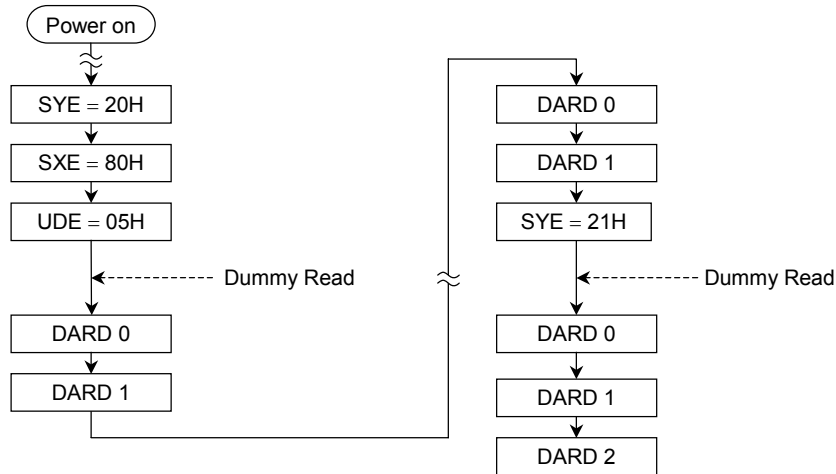 Power on
SYE = 20H
SXE = 80H
UDE = 05H
Dummy Read
DARD 0
DARD 1
DARD 0
DARD 1
SYE = 21H
Dummy Read
DARD 0
DARD 1
DARD 2